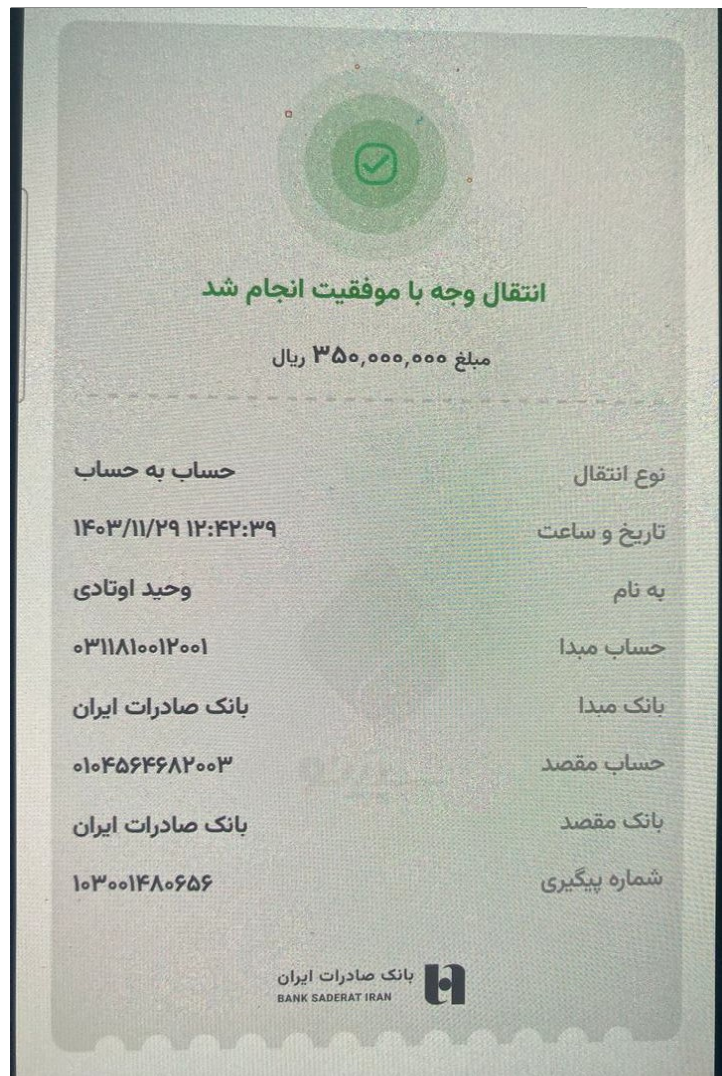 انتقال وجه با موفقیت انجام شد
مبلغ ۳۵۰,۰۰۰,۰۰۰ ریال
نوع انتقال حساب به حساب
تاریخ و ساعت ۱۴۰۳/۱۱/۲۹ ۱۲:۴۲:۳۹
به نام وحید اوتادی
حساب مبدا ۰۳۱۱۸۱۰۰۱۲۰۰۱
بانک مبدا بانک صادرات ایران
حساب مقصد ۰۱۰۴۵۶۴۶۸۲۰۰۳
بانک مقصد بانک صادرات ایران
شماره پیگیری ۱۰۳۰۰۱۴۸۰۶۵۶
بانک صادرات ایران
BANK SADERAT IRAN